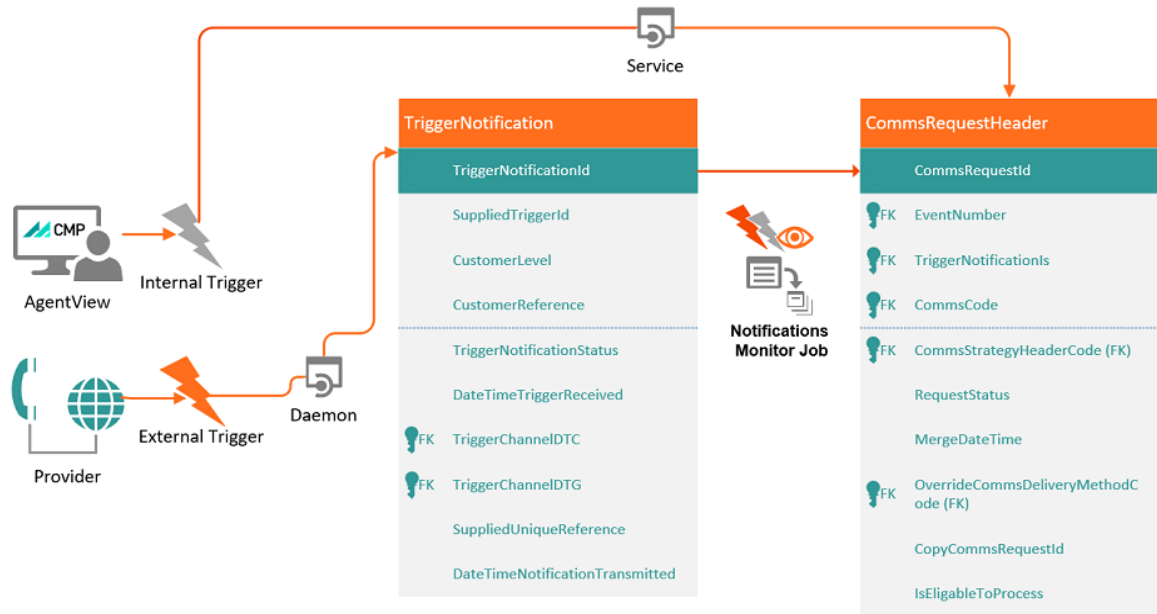 Service
TriggerNotification
TriggerNotificationId
SuppliedTriggerId
CustomerLevel
CustomerReference
TriggerNotificationStatus
DateTimeTriggerReceived
FK TriggerChannelDTC
FK TriggerChannelDTG
SuppliedUniqueReference
DateTimeNotificationTransmitted
CommsRequestHeader
CommsRequestId
FK EventNumber
FK TriggerNotificationIs
FK CommsCode
FK CommsStrategyHeaderCode (FK)
RequestStatus
MergeDateTime
FK OverrideCommsDeliveryMethodC
ode (FK)
CopyCommsRequestId
IsEligableToProcess
CMP
AgentView
Internal Trigger
External Trigger
Provider
Daemon
Notifications
Monitor Job